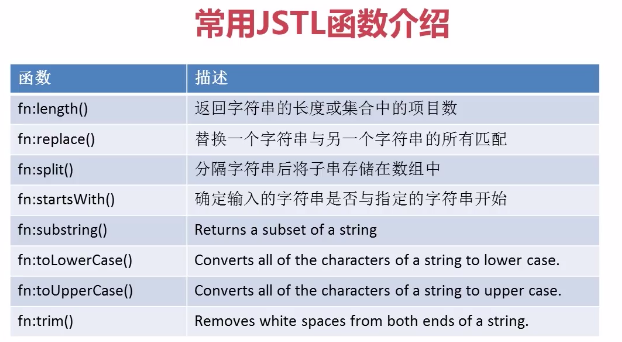 常用JSTL函数介绍
函数 描述
fn:length() 返回字符串的长度或集合中的项目数
fn:replace() 替换一个字符串与另一个字符串的所有匹配
fn:split() 分隔字符串后将子串存储在数组中
fn:startsWith() 确定输入的字符串是否与指定的字符串开始
fn:substring() Returns a subset of a string
fn:toLowerCase() Converts all of the characters of a string to lower case.
fn:toUpperCase() Converts all of the characters of a string to upper case.
fn:trim() Removes white spaces from both ends of a string.